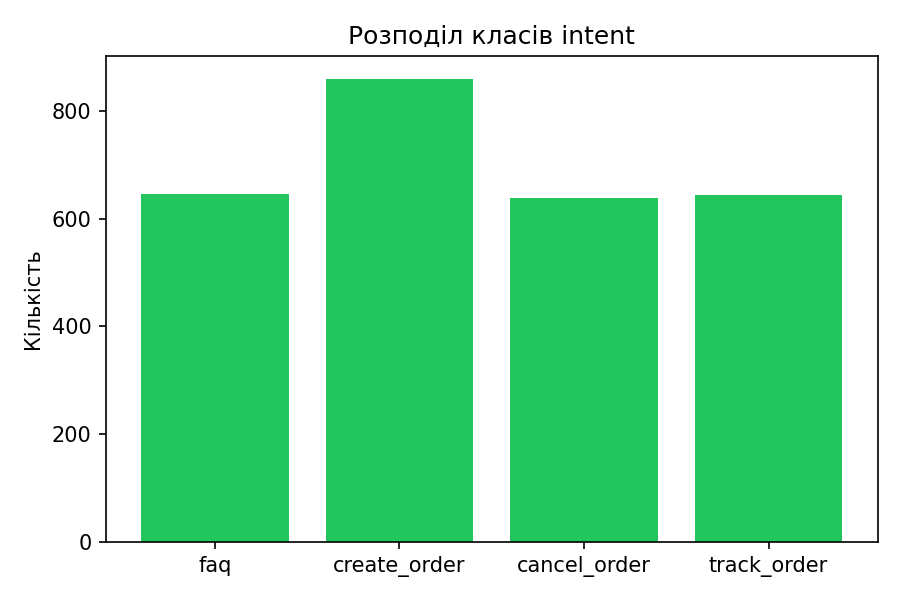 Розподіл класів intent
Кількість
800
600
400
200
0
faq
create_order
cancel_order
track_order